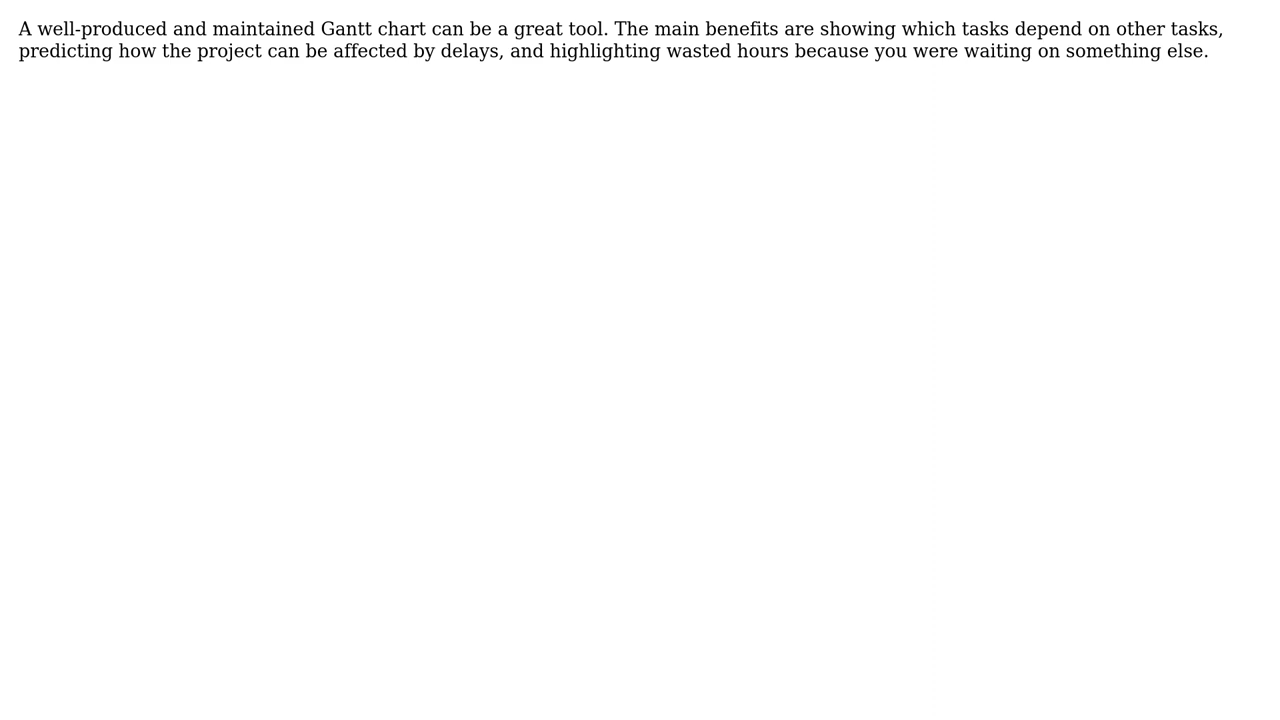 A well-produced and maintained Gantt chart can be a great tool. The main benefits are showing which tasks depend on other tasks,
predicting how the project can be affected by delays, and highlighting wasted hours because you were waiting on something else.